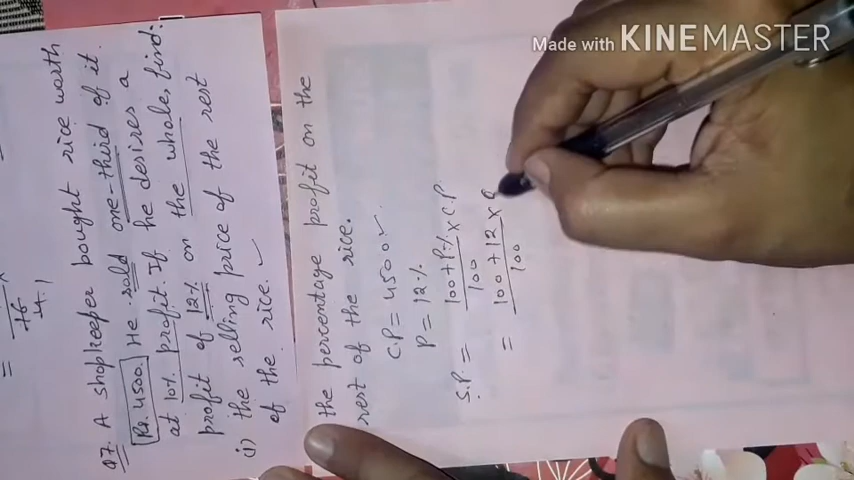 Made with KINEMASTER
Q7. A shopkeeper bought rice worth
Rs. 4500. He sold one-third of it
at 10% profit. If he desires a
profit of 12% on the whole, find:
i) the selling price of the rest
of the rice.
the percentage profit on the
rest of the rice.
C.P = 4500
P = 12%
S.P. = 100 + P% × C.P
100
= 100 + 12 ×
100